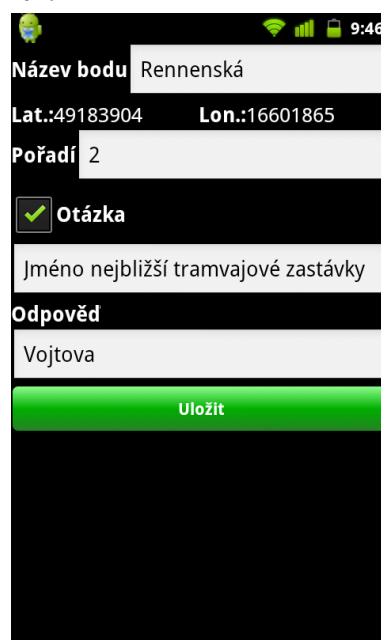 9:46
Název bodu Rennenská
Lat.:49183904 Lon.:16601865
Pořadí 2
Otázka
Jméno nejbližší tramvajové zastávky
Odpověď
Vojtova
Uložit